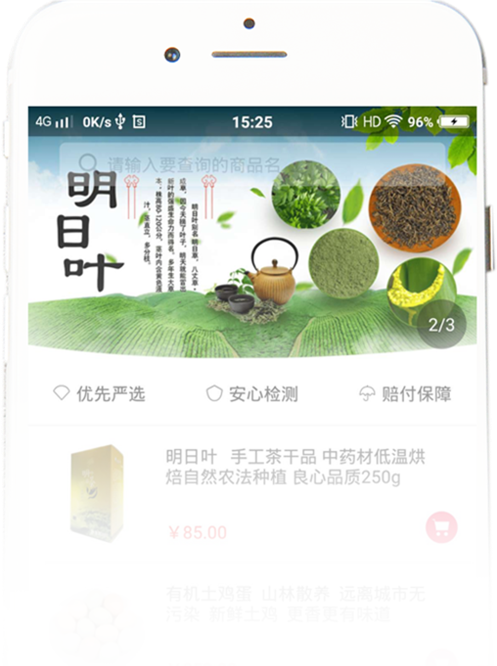 4G 0K/s 15:25 HD 96%
请输入要查询的商品名
明日叶
2/3
优先严选 安心检测 赔付保障
明日叶 手工茶干品 中药材低温烘
焙自然农法种植 良心品质250g
¥85.00
有机土鸡蛋 山林散养 远离城市无
污染 新鲜土鸡 更香更有味道